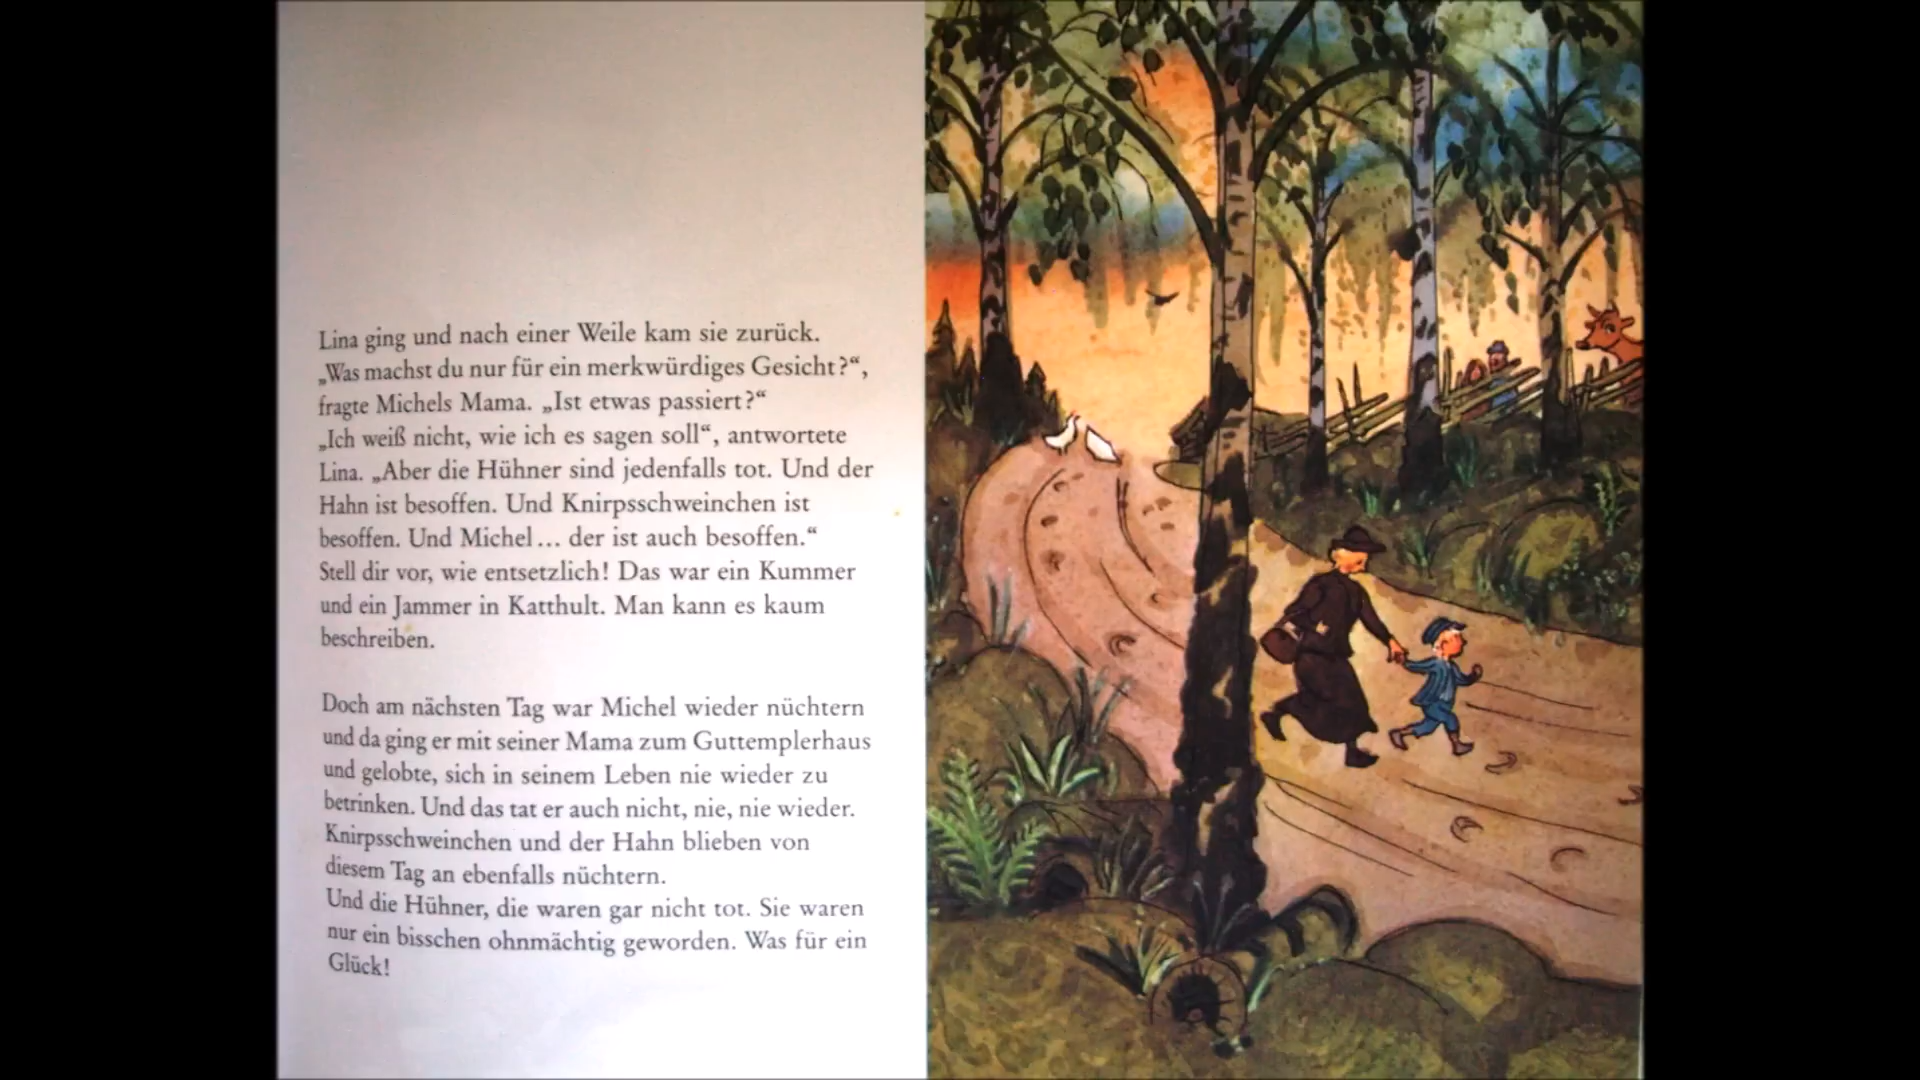 Lina ging und nach einer Weile kam sie zurück.
„Was machst du nur für ein merkwürdiges Gesicht?“,
fragte Michels Mama. „Ist etwas passiert?“
„Ich weiß nicht, wie ich es sagen soll“, antwortete
Lina. „Aber die Hühner sind jedenfalls tot. Und der
Hahn ist besoffen. Und Knirpsschweinchen ist
besoffen. Und Michel ... der ist auch besoffen.“
Stell dir vor, wie entsetzlich! Das war ein Kummer
und ein Jammer in Katthult. Man kann es kaum
beschreiben.
Doch am nächsten Tag war Michel wieder nüchtern
und da ging er mit seiner Mama zum Guttemplerhaus
und gelobte, sich in seinem Leben nie wieder zu
betrinken. Und das tat er auch nicht, nie, nie wieder.
Knirpsschweinchen und der Hahn blieben von
diesem Tag an ebenfalls nüchtern.
Und die Hühner, die waren gar nicht tot. Sie waren
nur ein bisschen ohnmächtig geworden. Was für ein
Glück!